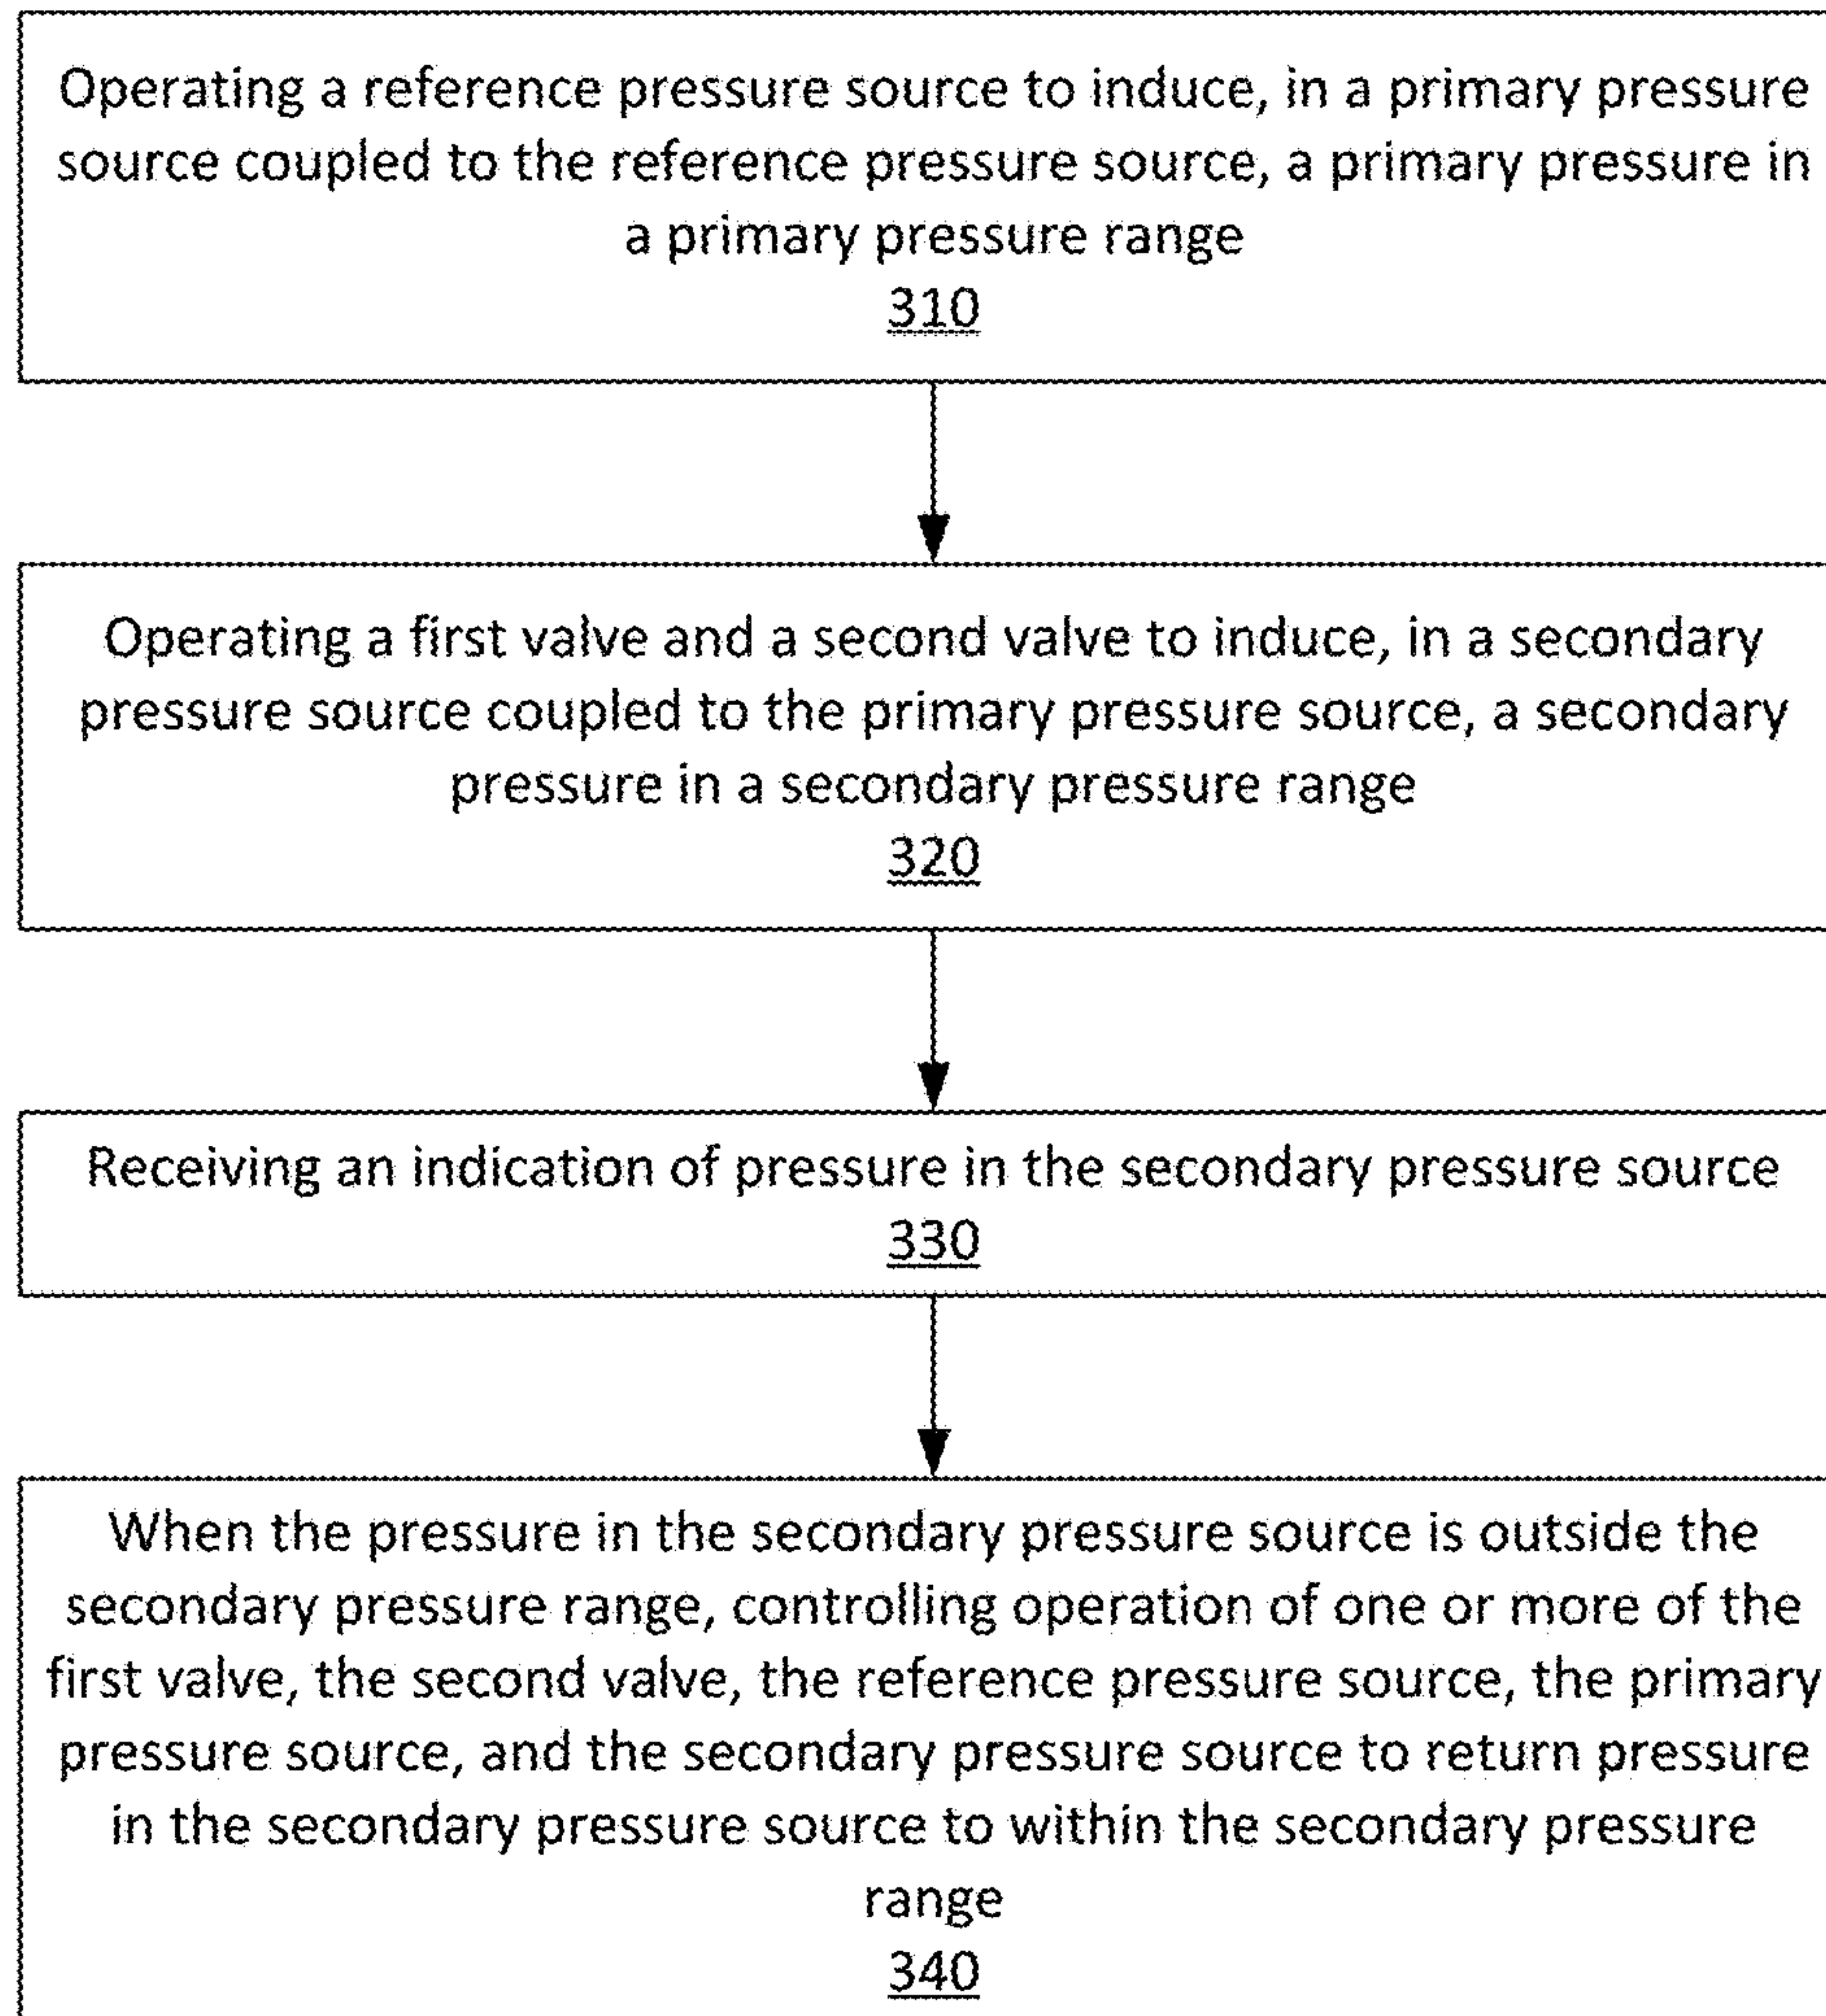 Operating a reference pressure source to induce, in a primary pressure
source coupled to the reference pressure source, a primary pressure in
a primary pressure range
310
Operating a first valve and a second valve to induce, in a secondary
pressure source coupled to the primary pressure source, a secondary
pressure in a secondary pressure range
320
Receiving an indication of pressure in the secondary pressure source
330
When the pressure in the secondary pressure source is outside the
secondary pressure range, controlling operation of one or more of the
first valve, the second valve, the reference pressure source, the primary
pressure source, and the secondary pressure source to return pressure
in the secondary pressure source to within the secondary pressure
range
340